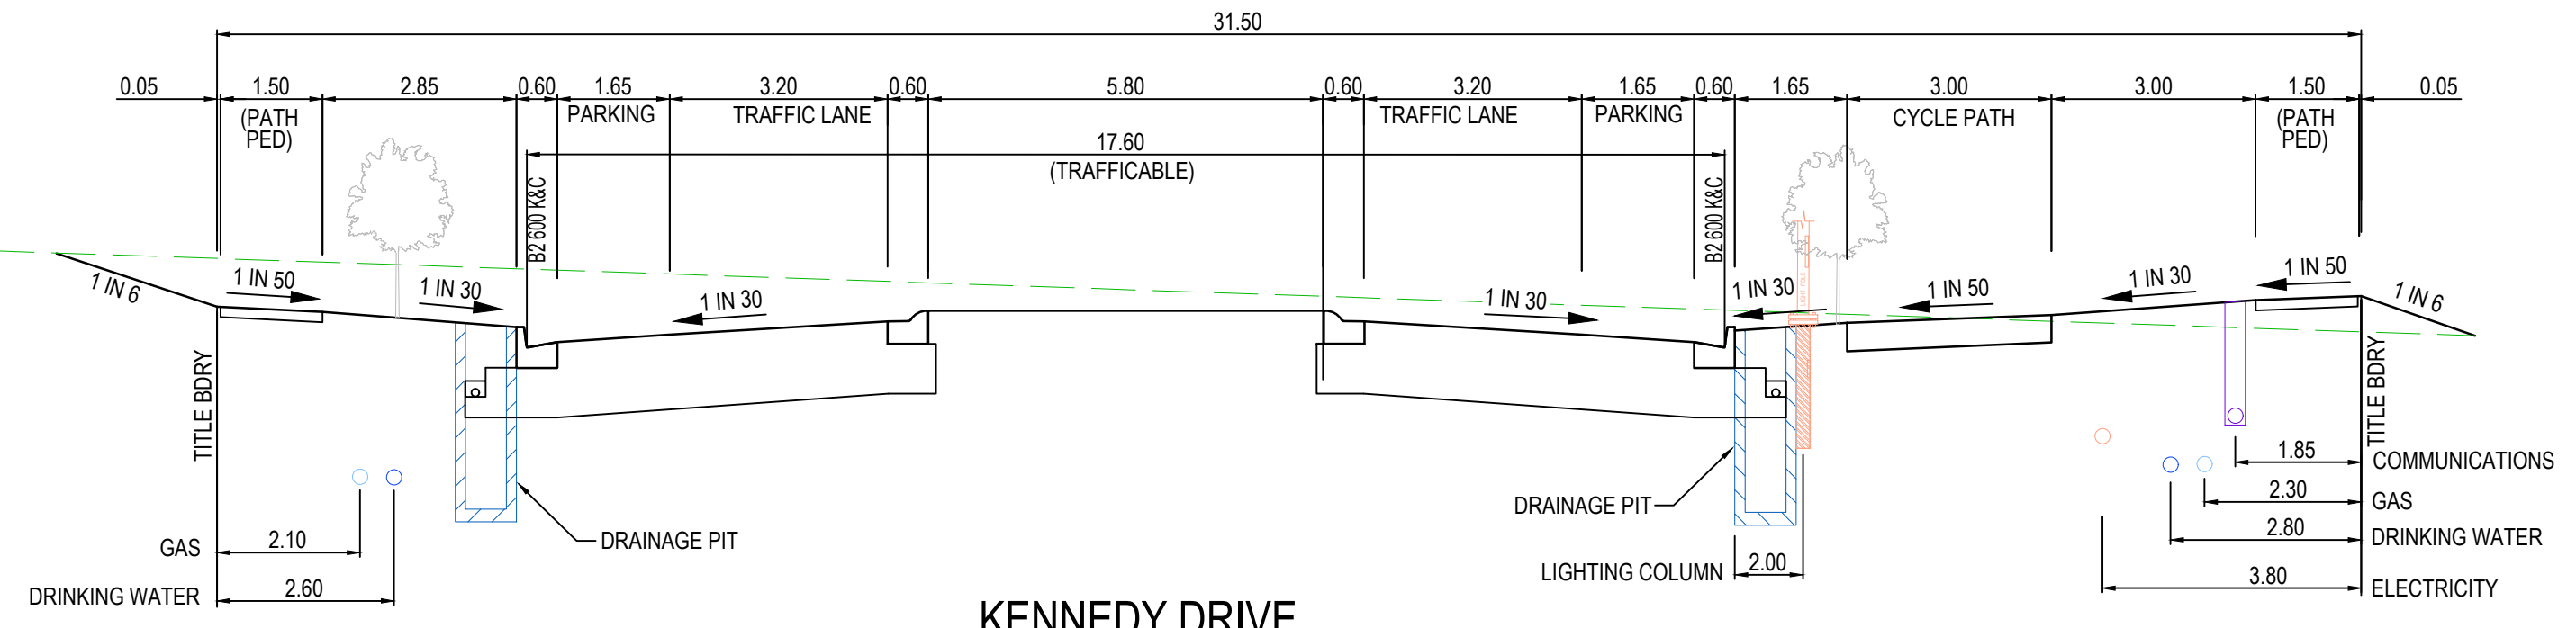 31.50
0.05 1.50 2.85 0.60 1.65 3.20 0.60 5.80 0.60 3.20 1.65 0.60 1.65 3.00 3.00 1.50 0.05
(PATH
PED)
PARKING
TRAFFIC LANE
TRAFFIC LANE
PARKING
CYCLE PATH
(PATH
PED)
17.60
(TRAFFICABLE)
B2 600 K&C
B2 600 K&C
1 IN 6
1 IN 50
1 IN 30
1 IN 30
1 IN 30
1 IN 30
LIGHT POLE
1 IN 50
1 IN 30
1 IN 50
1 IN 6
TITLE BDRY
TITLE BDRY
1.85 COMMUNICATIONS
2.30 GAS
2.80 DRINKING WATER
3.80 ELECTRICITY
DRAINAGE PIT
DRAINAGE PIT
GAS 2.10
DRINKING WATER 2.60
LIGHTING COLUMN 2.00
KENNEDY DRIVE